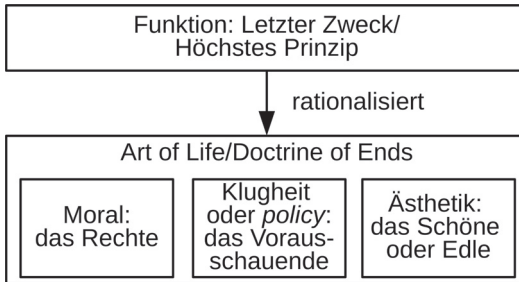 Funktion: Letzter Zweck/
Höchstes Prinzip
rationalisiert
Art of Life/Doctrine of Ends
Moral:
das Rechte
Klugheit
oder policy:
das Voraus-
schauende
Ästhetik:
das Schöne
oder Edle